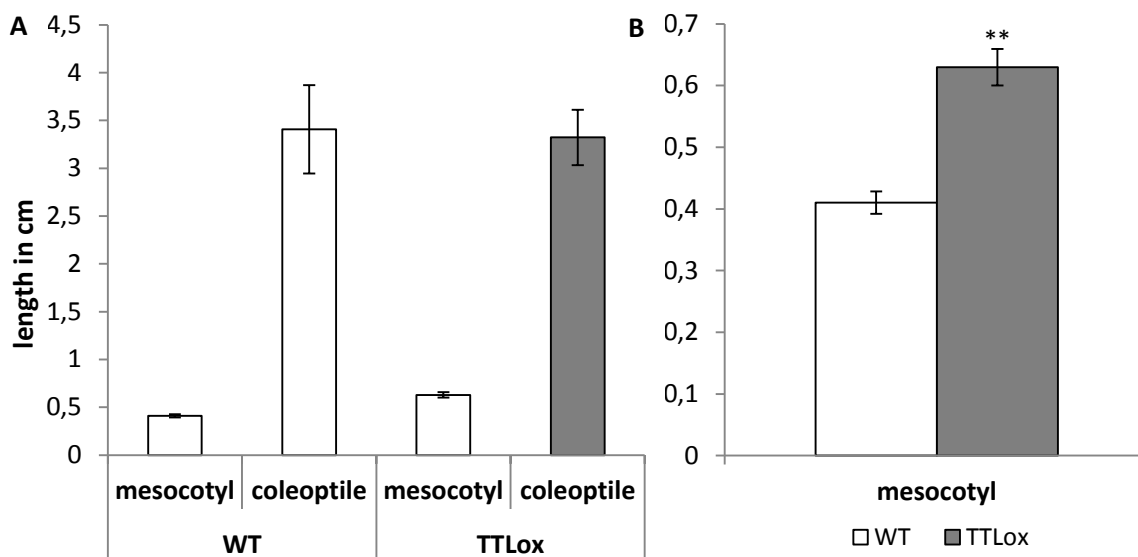 A
length in cm
4,5
4
3,5
3
2,5
2
1,5
1
0,5
0
mesocotyl coleoptile mesocotyl coleoptile
WT TTLox
B
0,7
0,6
0,5
0,4
0,3
0,2
0,1
0
**
mesocotyl
WT TTLox